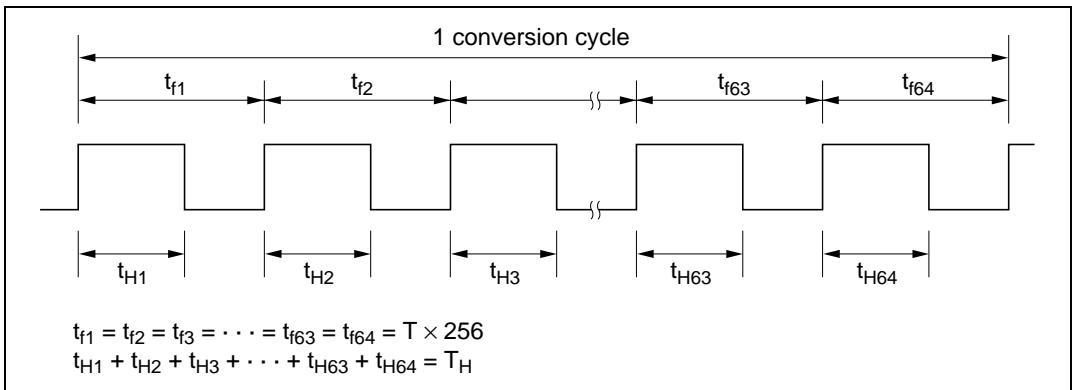 1 conversion cycle
tf1 tf2 tf63 tf64
tH1 tH2 tH3 tH63 tH64
tf1 = tf2 = tf3 = · · · = tf63 = tf64 = T × 256
tH1 + tH2 + tH3 + · · · + tH63 + tH64 = TH